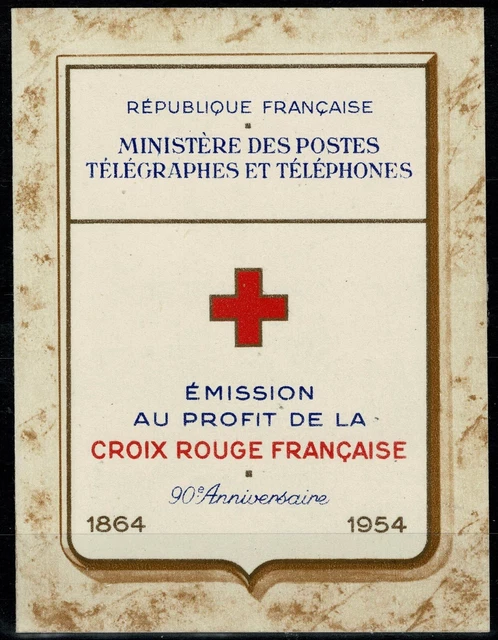 RÉPUBLIQUE FRANÇAISE
MINISTÈRE DES POSTES
TÉLÉGRAPHES ET TÉLÉPHONES
ÉMISSION
AU PROFIT DE LA
CROIX ROUGE FRANÇAISE
90e Anniversaire
1864 1954